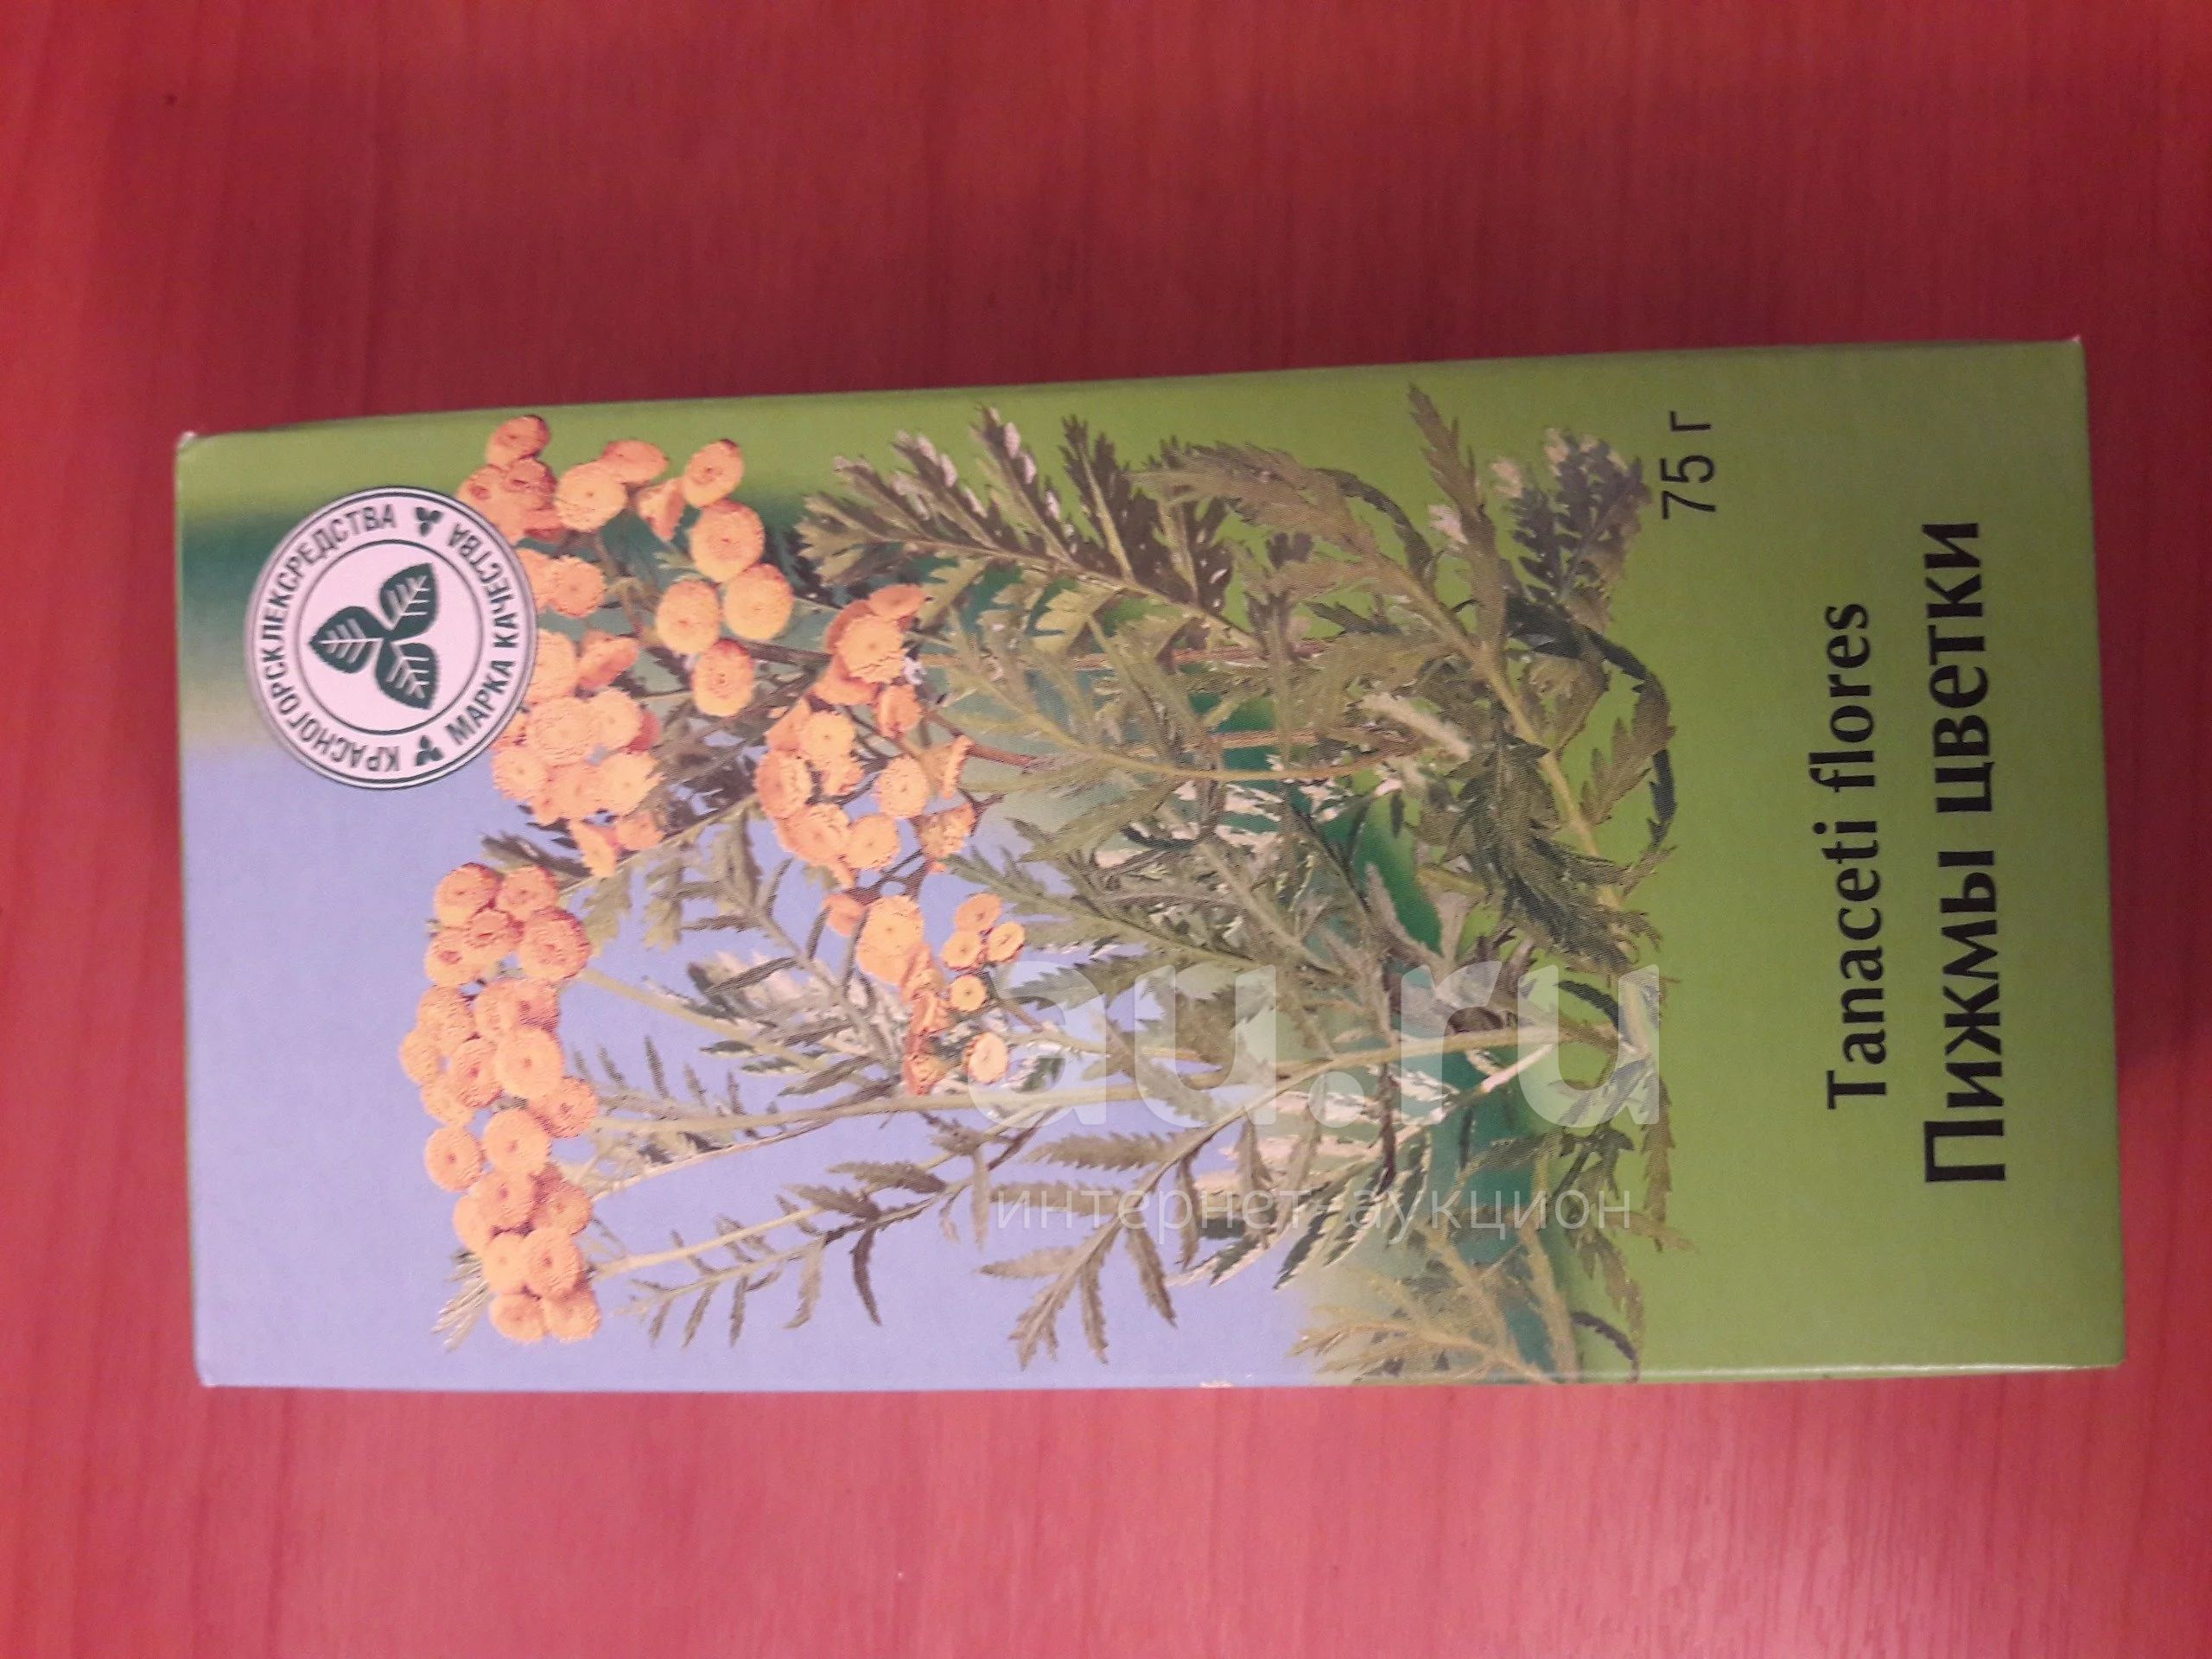 КРАСНОГОРСКЛЕКСРЕДСТВА
МАРКА КАЧЕСТВА
75 г
Tanaceti flores
Пижмы цветки
au.ru
интернет-аукцион